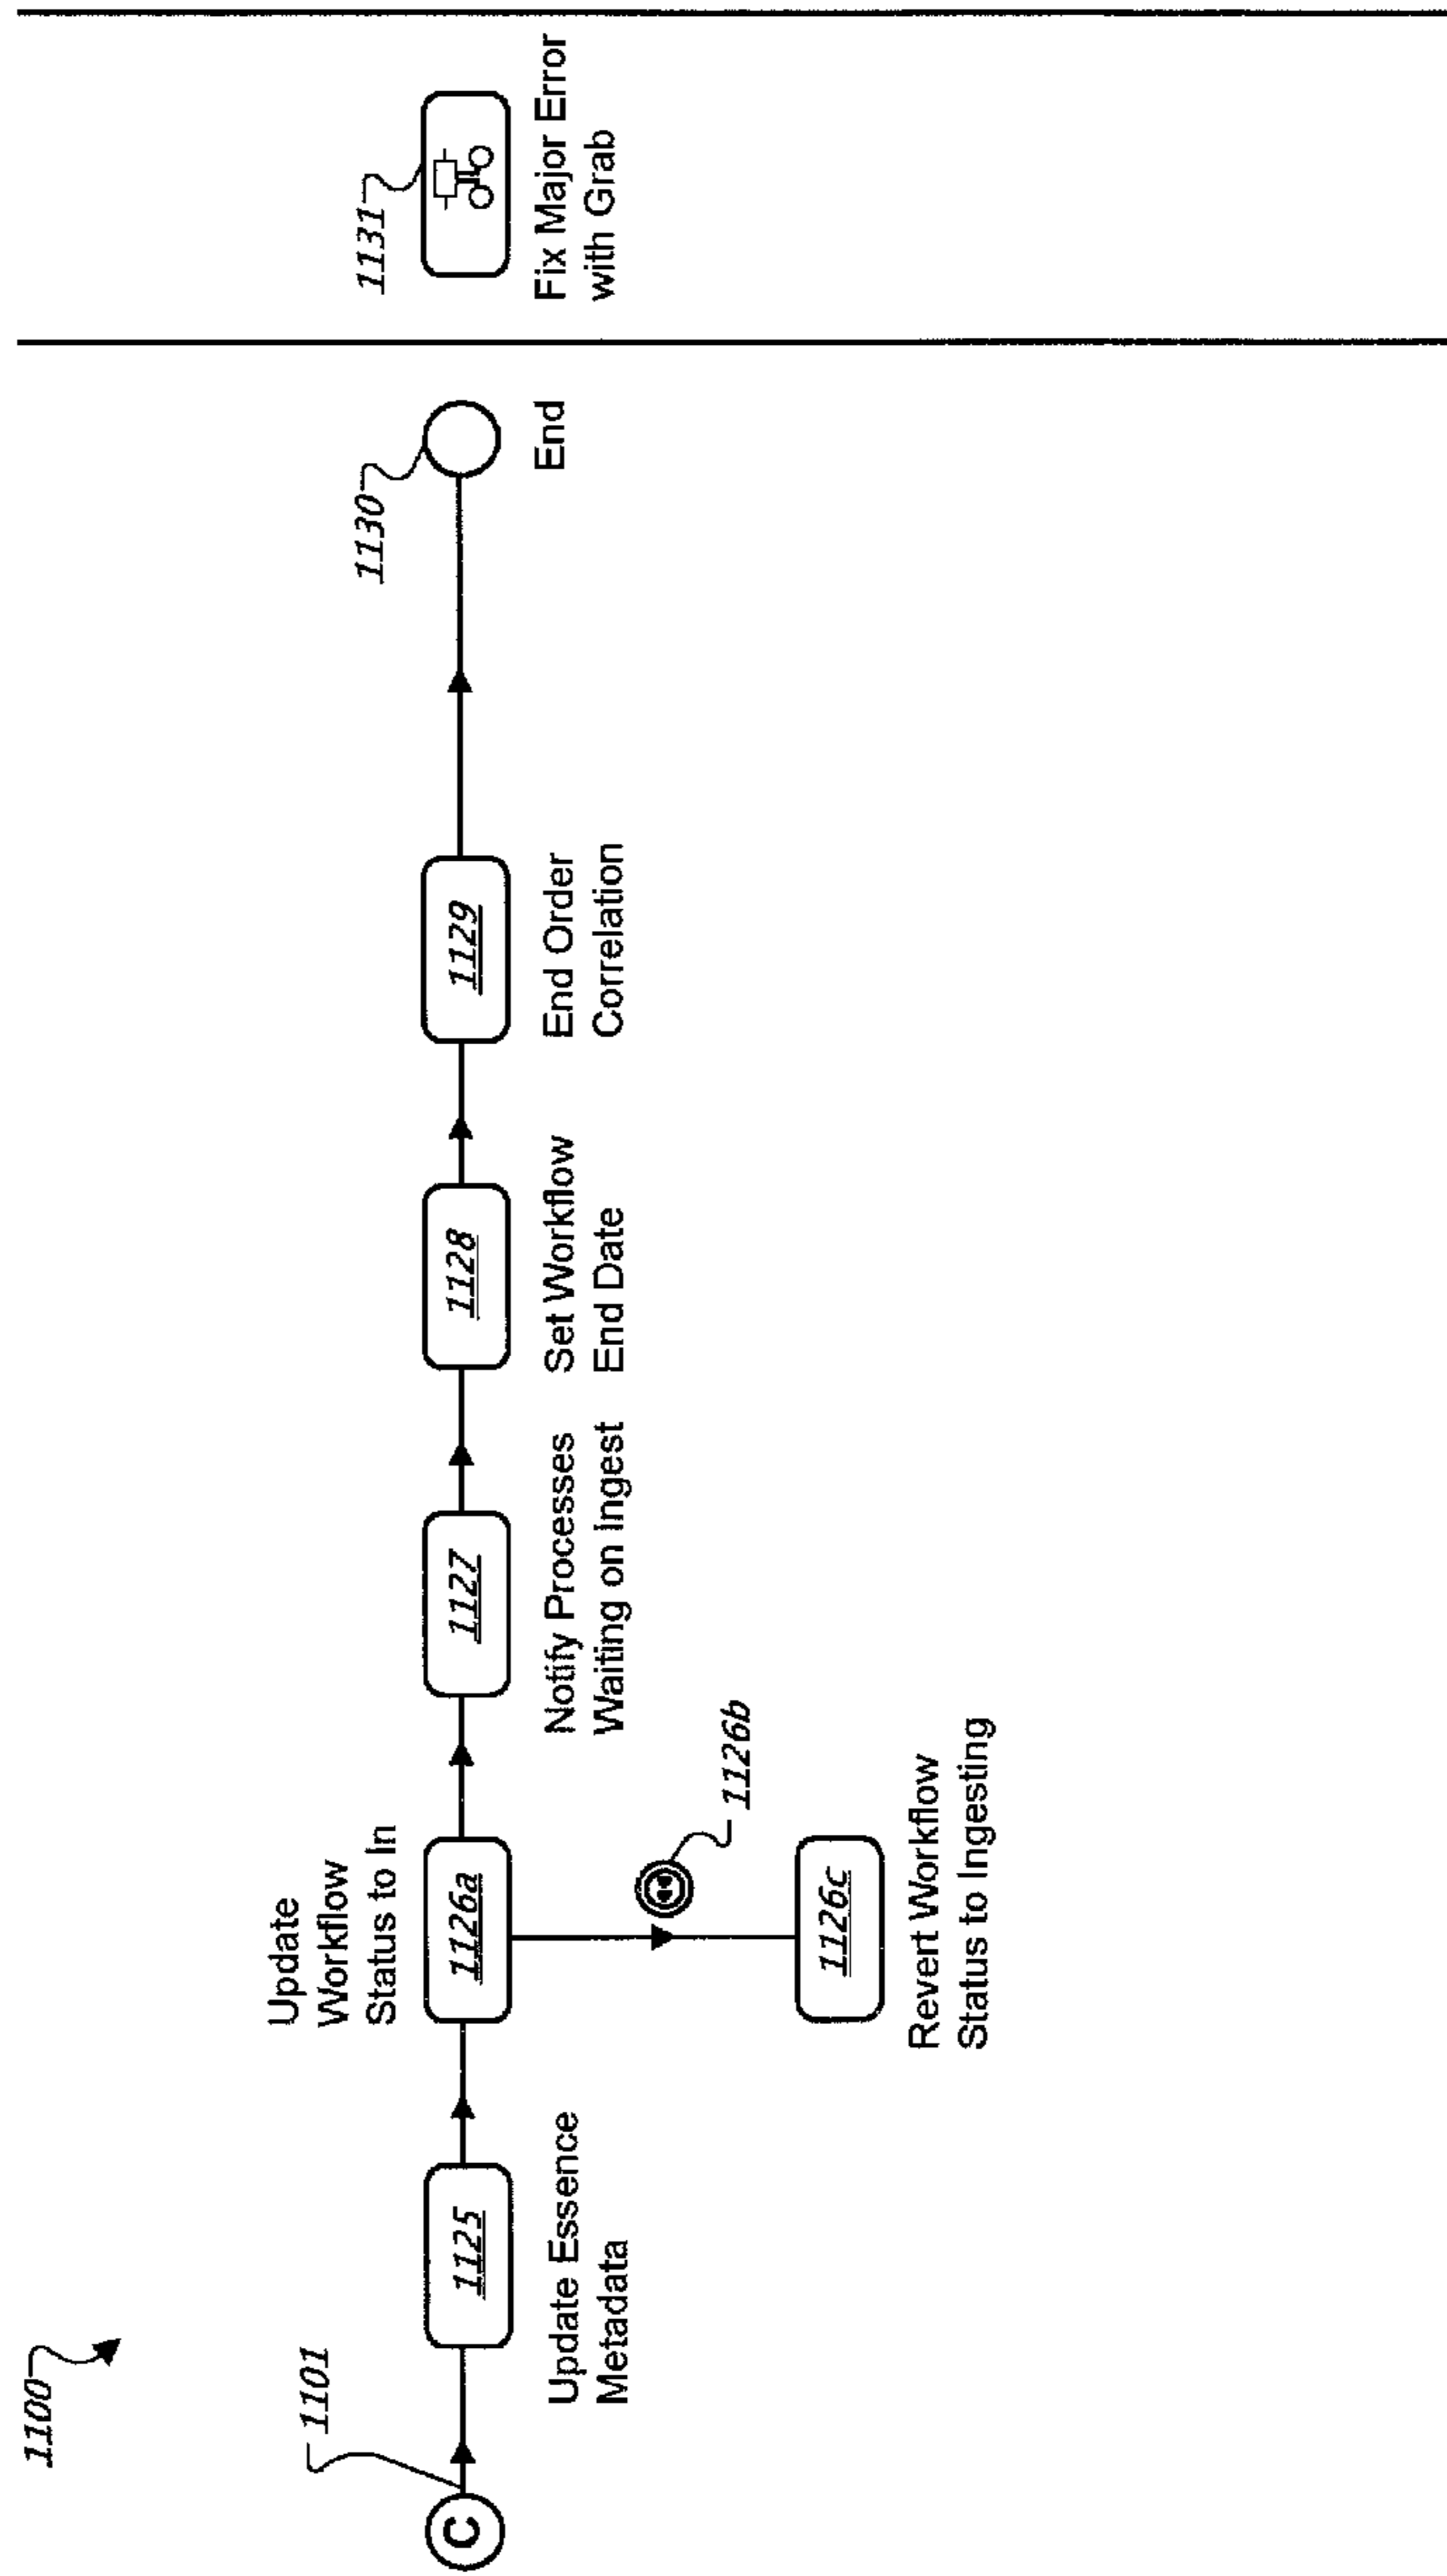 1100
C
1101
1125
Update Essence
Metadata
Update
Workflow
Status to In
1126a
1126b
1126c
Revert Workflow
Status to Ingesting
1127
Notify Processes
Waiting on Ingest
1128
Set Workflow
End Date
1129
End Order
Correlation
1130
End
1131
Fix Major Error
with Grab